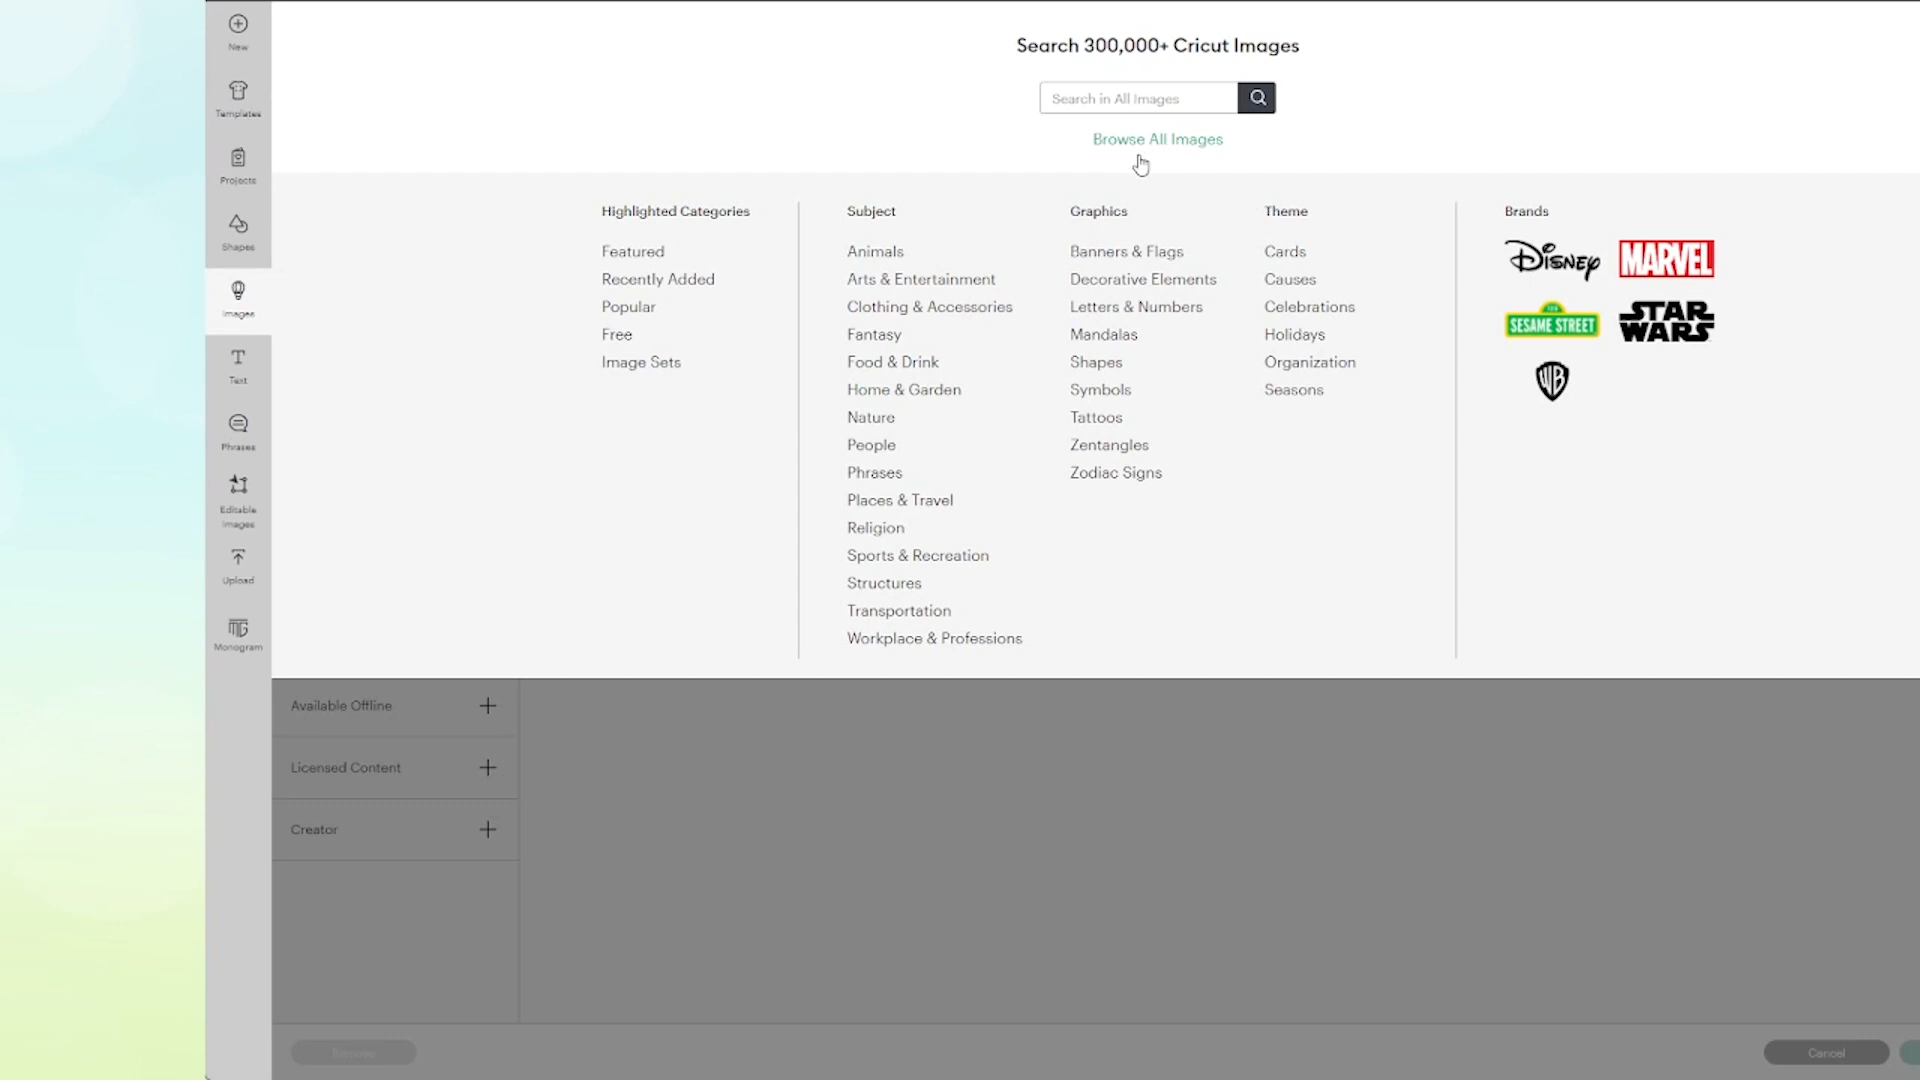 New
Templates
Projects
Shapes
Images
Text
Phrases
Editable
Images
Upload
Monogram
Search 300,000+ Cricut Images
Search in All Images
Browse All Images
Highlighted Categories
Featured
Recently Added
Popular
Free
Image Sets
Subject
Animals
Arts & Entertainment
Clothing & Accessories
Fantasy
Food & Drink
Home & Garden
Nature
People
Phrases
Places & Travel
Religion
Sports & Recreation
Structures
Transportation
Workplace & Professions
Graphics
Banners & Flags
Decorative Elements
Letters & Numbers
Mandalas
Shapes
Symbols
Tattoos
Zentangles
Zodiac Signs
Theme
Cards
Causes
Celebrations
Holidays
Organization
Seasons
Brands
Disney
MARVEL
SESAME STREET
STAR
WARS
WB
Available Offline
Licensed Content
Creator
Cancel